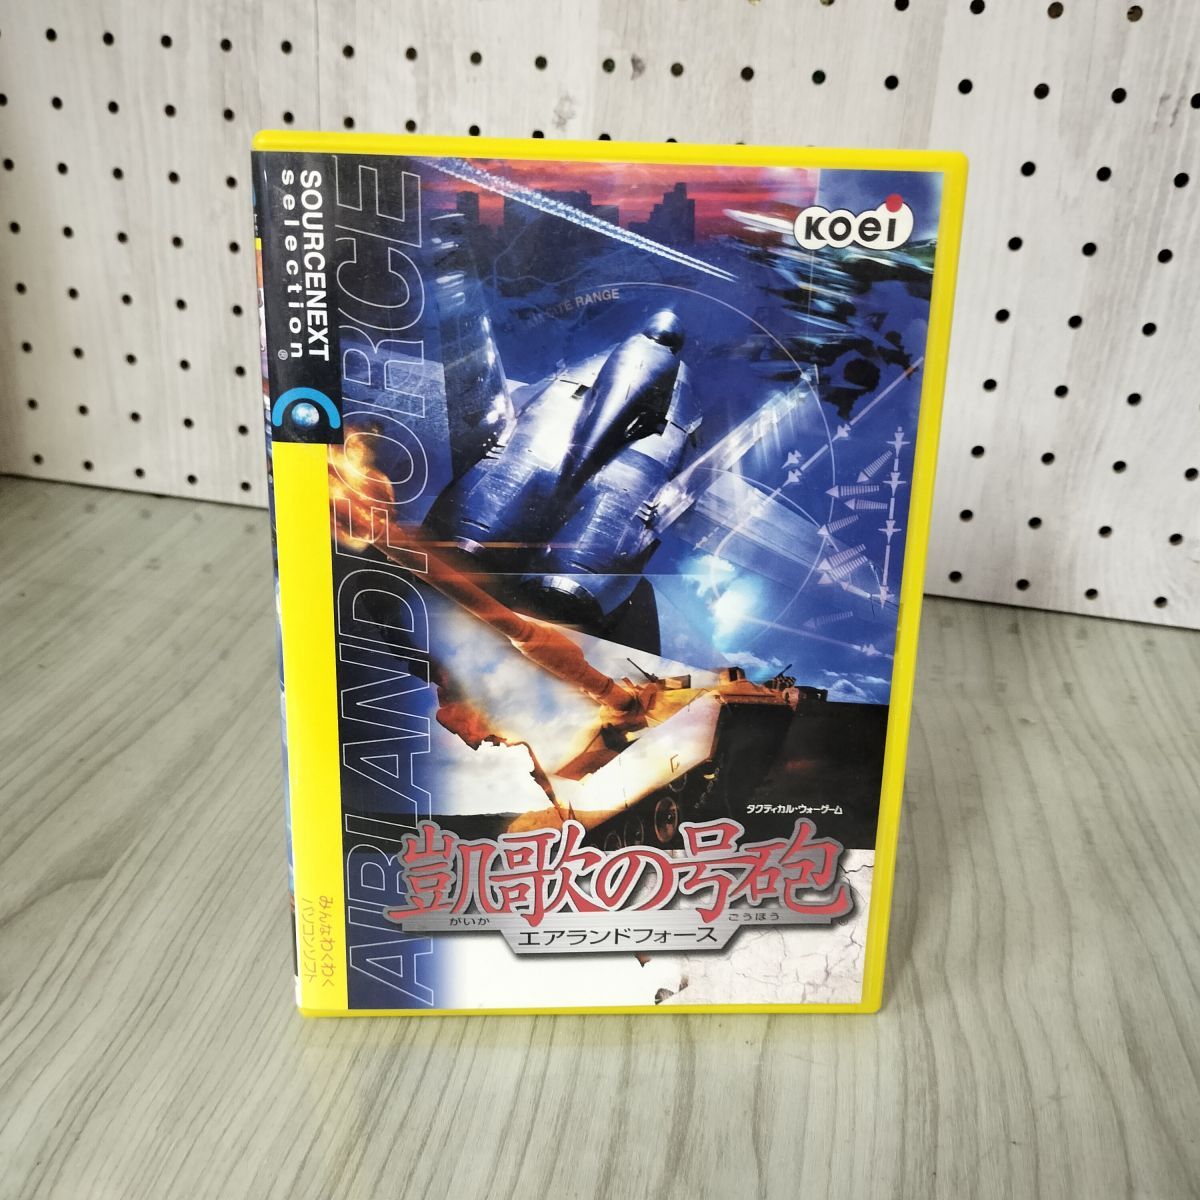 SOURCENEXT
selection®
AIRLANDFORCE
KOEI
SITE RANGE
タクティカル・ウォーゲーム
凱歌の号砲®
がいか
ごうほう
エアランドフォース
みんなわくわく
パソコンソフト